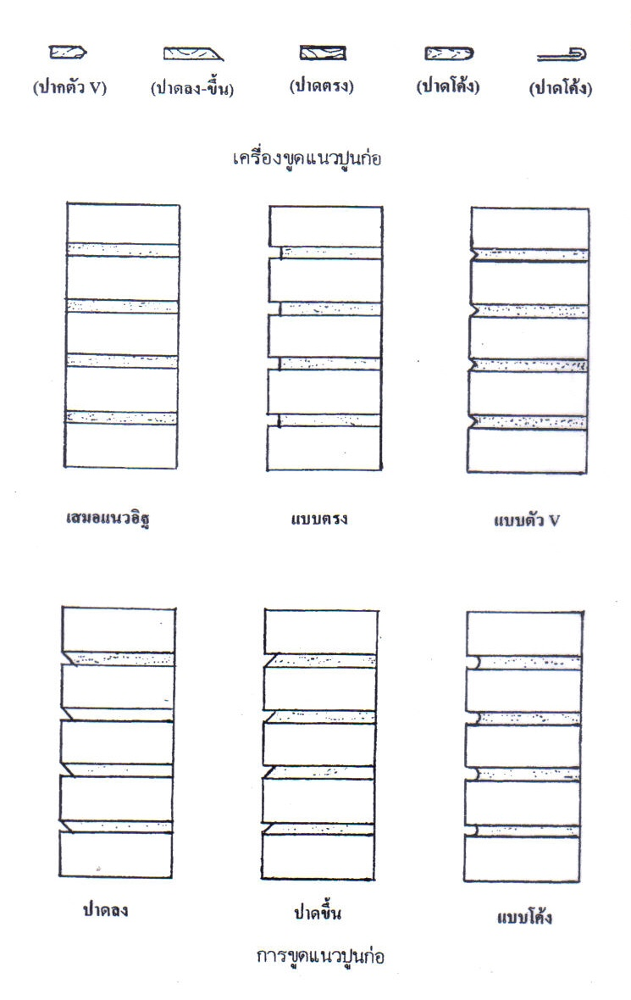 (ปากตัว V) (ปาดลง-ขึ้น) (ปาดตรง) (ปาดโค้ง) (ปาดโค้ง)
เครื่องขูดแนวปูนก่อ
เสมอแนวอิฐ แบบตรง แบบตัว V
ปาดลง ปาดขึ้น แบบโค้ง
การขูดแนวปูนก่อ